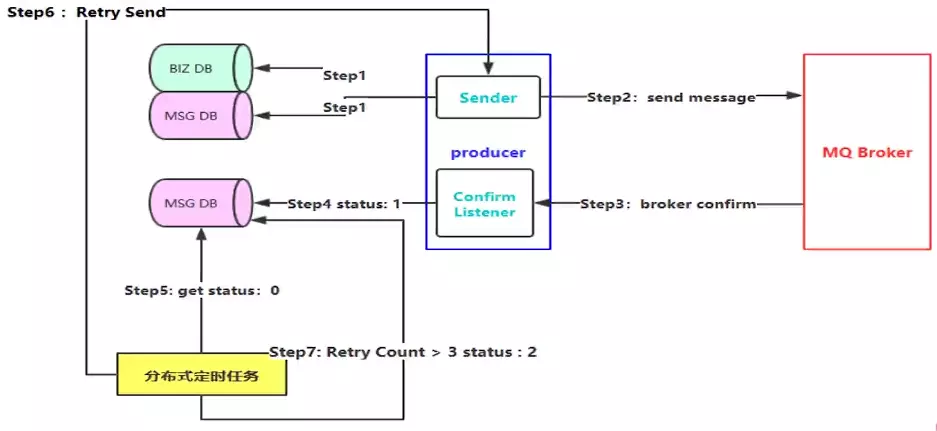 Step6 : Retry Send
BIZ DB
Step1
MSG DB
Step1
Sender
Step2: send message
producer
MQ Broker
MSG DB
Step4 status: 1
Confirm
Listener
Step3: broker confirm
Step5: get status: 0
Step7: Retry Count > 3 status : 2
分布式定时任务